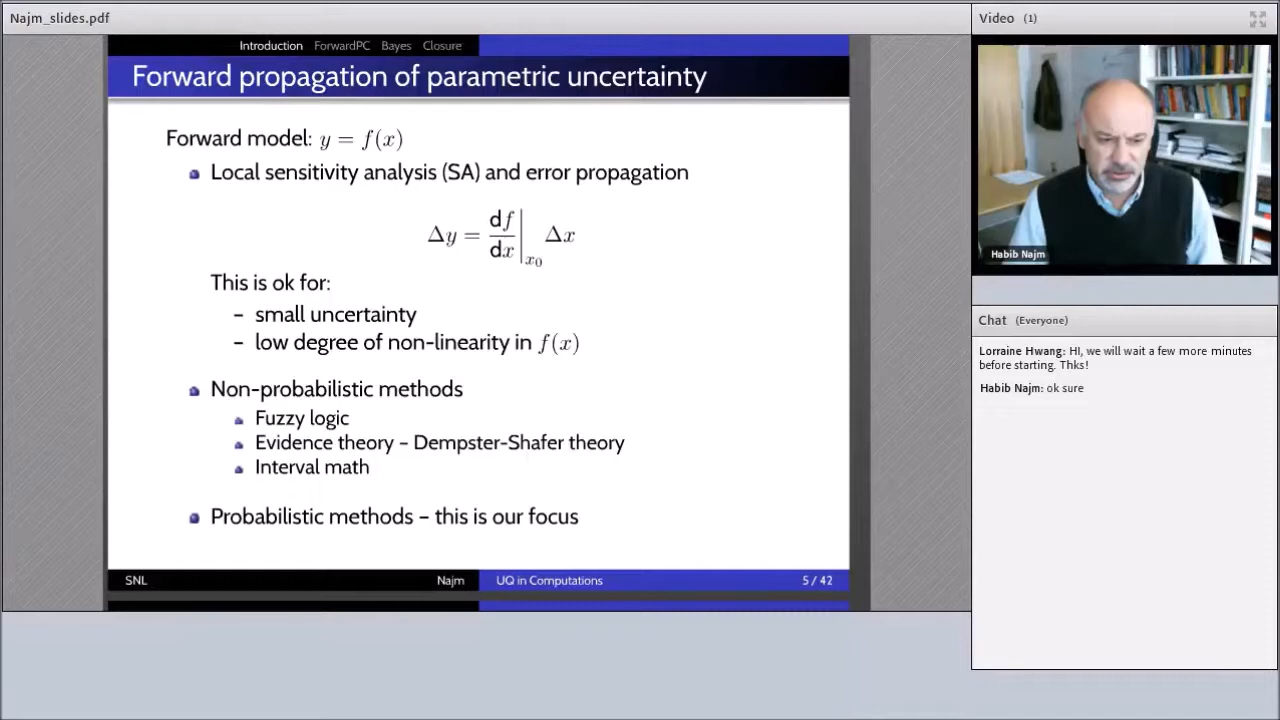 Najm_slides.pdf
Introduction ForwardPC Bayes Closure
Forward propagation of parametric uncertainty
Forward model: y = f(x)
Local sensitivity analysis (SA) and error propagation
Δy = df/dx|x₀ Δx
This is ok for:
– small uncertainty
– low degree of non-linearity in f(x)
Non-probabilistic methods
Fuzzy logic
Evidence theory – Dempster-Shafer theory
Interval math
Probabilistic methods – this is our focus
SNL Najm UQ in Computations 5 / 42
Video (1)
Habib Najm
Chat (Everyone)
Lorraine Hwang: HI, we will wait a few more minutes
before starting. Thks!
Habib Najm: ok sure